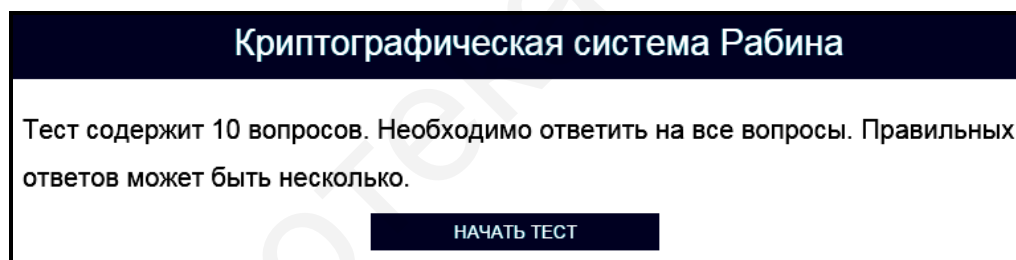 Криптографическая система Рабина
Тест содержит 10 вопросов. Необходимо ответить на все вопросы. Правильных
ответов может быть несколько.
НАЧАТЬ ТЕСТ